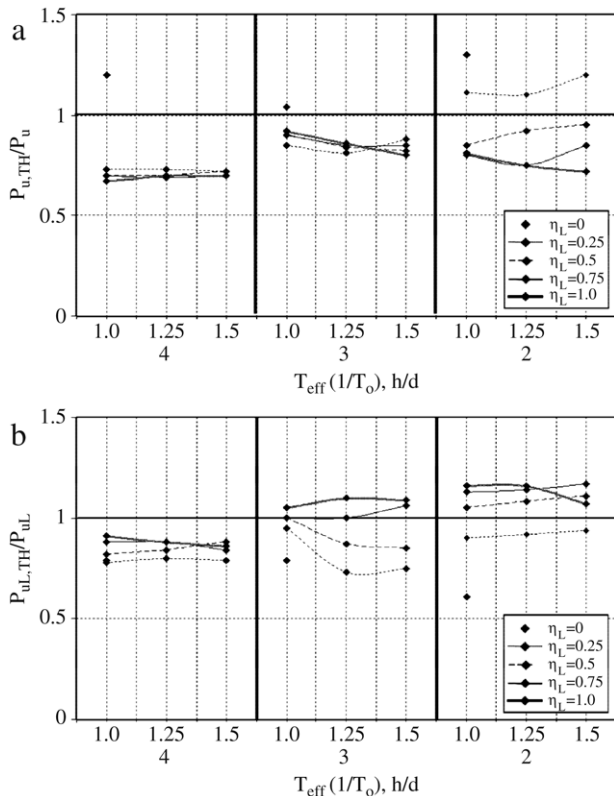 a
1.5
1
0.5
0
P_u,TH/P_u
η_L=0
η_L=0.25
η_L=0.5
η_L=0.75
η_L=1.0
1.0 1.25 1.5 1.0 1.25 1.5 1.0 1.25 1.5
4 3 2
T_eff (1/T_o), h/d
b
1.5
1
0.5
0
P_uL,TH/P_uL
η_L=0
η_L=0.25
η_L=0.5
η_L=0.75
η_L=1.0
1.0 1.25 1.5 1.0 1.25 1.5 1.0 1.25 1.5
4 3 2
T_eff (1/T_o), h/d